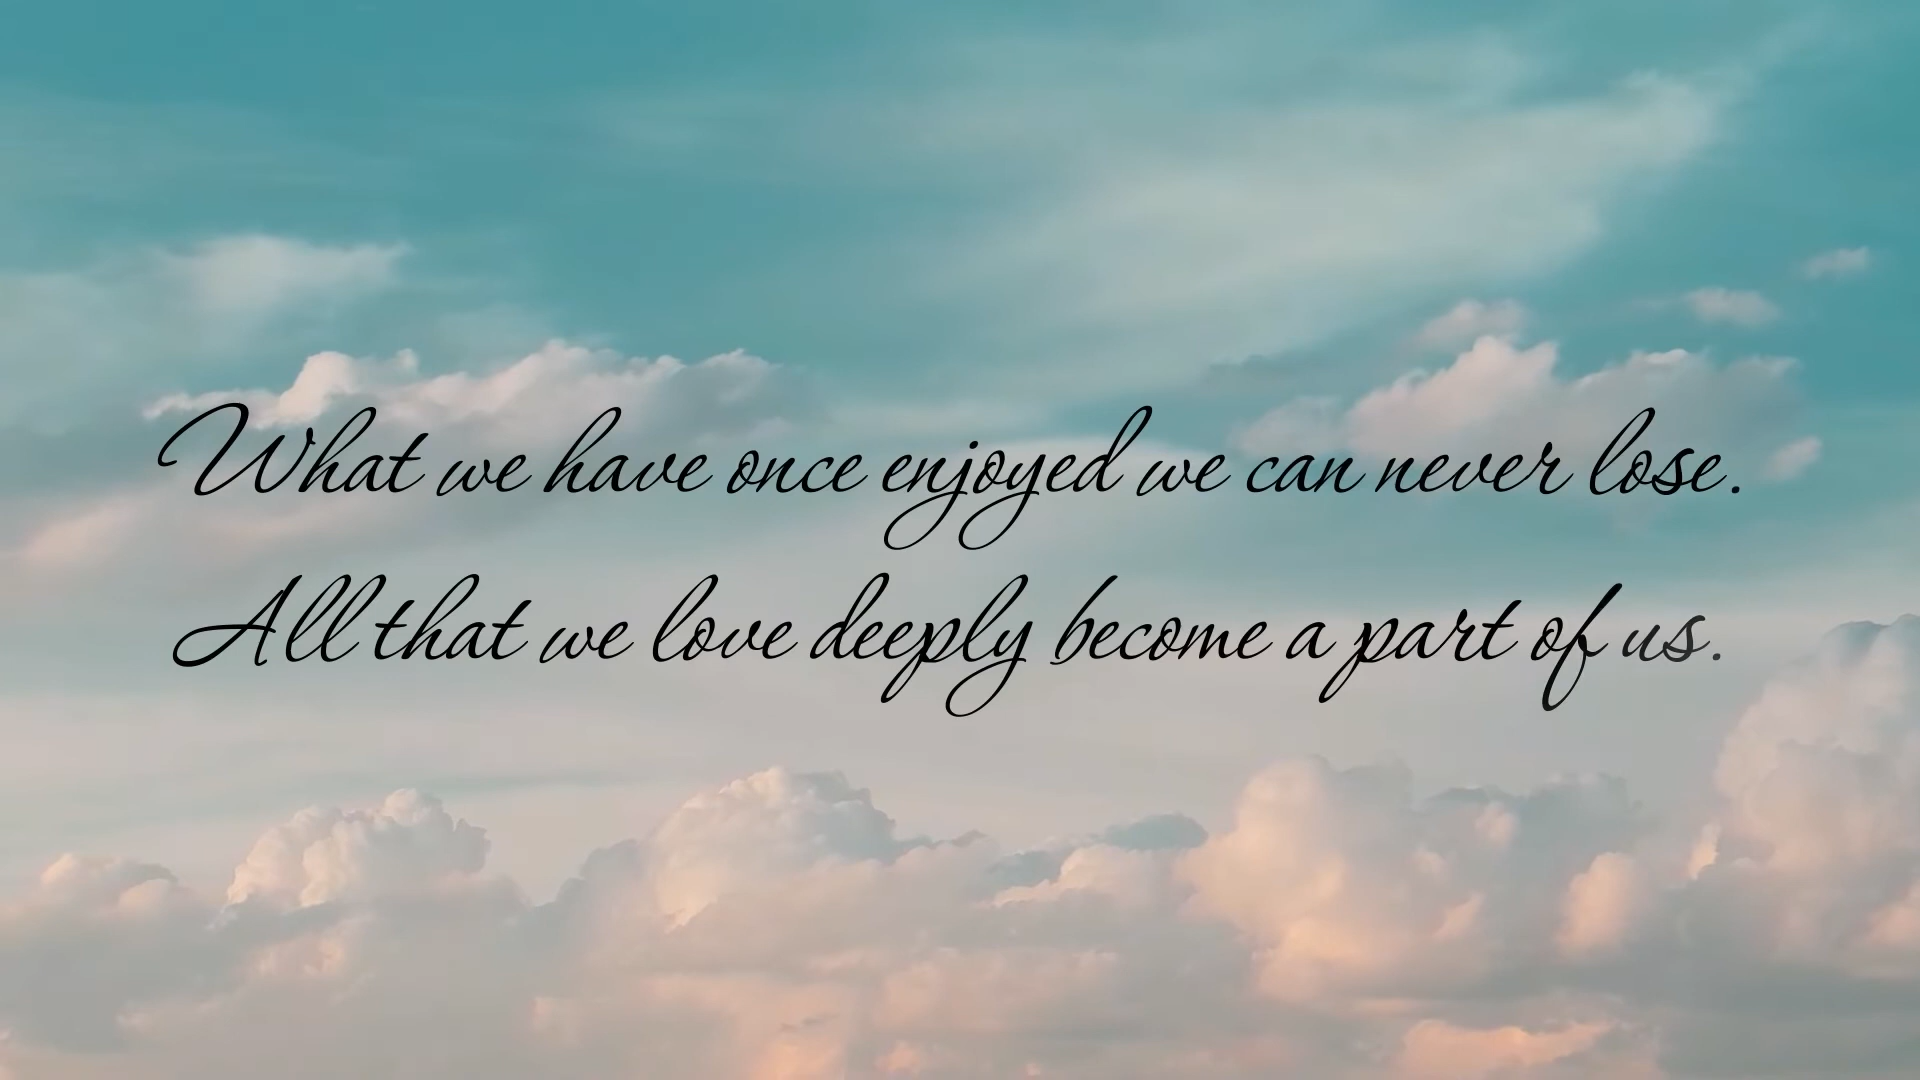 What we have once enjoyed we can never lose.
All that we love deeply become a part of us.